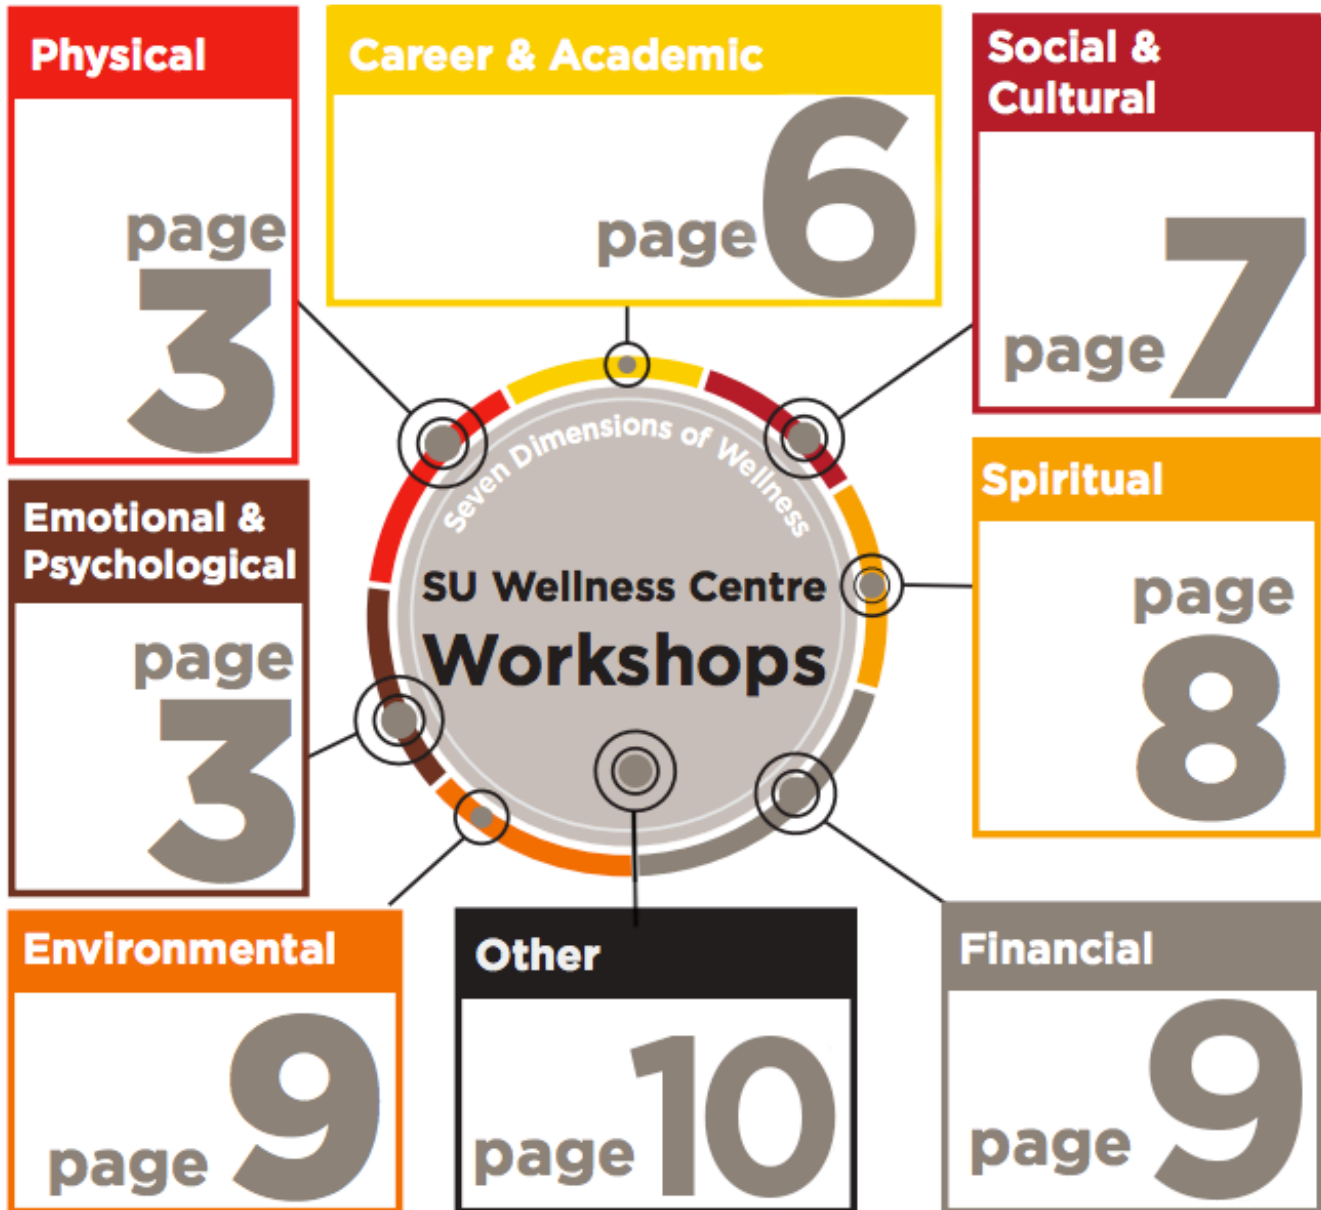 Physical
page
3
Career & Academic
page 6
Social &
Cultural
page 7
Emotional &
Psychological
page
3
Seven Dimensions of Wellness
SU Wellness Centre
Workshops
Spiritual
page
8
Environmental
page 9
Other
page 10
Financial
page 9